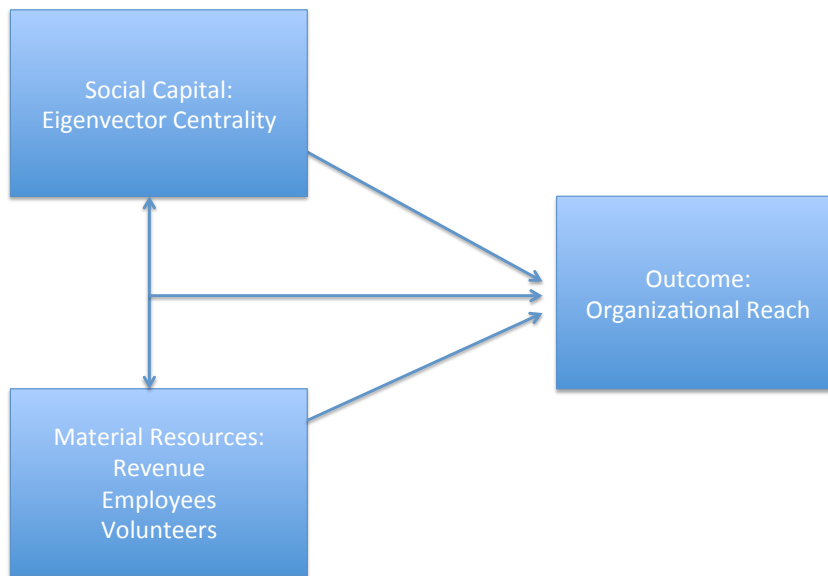 Social Capital:
Eigenvector Centrality
Outcome:
Organizational Reach
Material Resources:
Revenue
Employees
Volunteers